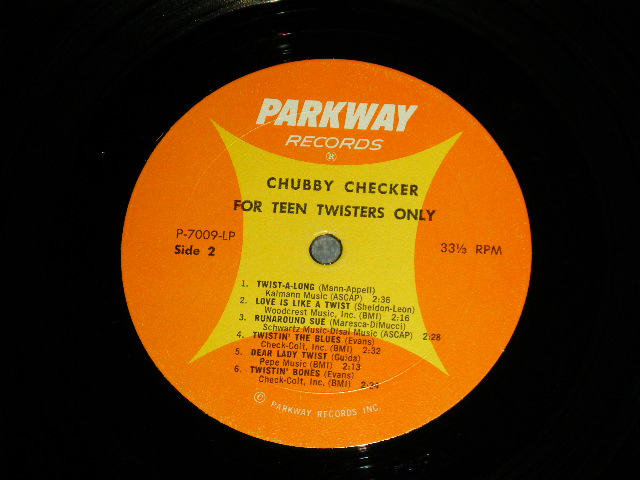 PARKWAY
RECORDS
®
CHUBBY CHECKER
FOR TEEN TWISTERS ONLY
P-7009-LP
Side 2
33⅓ RPM
1. TWIST-A-LONG (Mann-Appell)
Kalmann Music (ASCAP) 2:36
2. LOVE IS LIKE A TWIST (Sheldon-Leon)
Woodcrest Music, Inc. (BMI) 2:16
3. RUNAROUND SUE (Maresca-DiMucci)
Schwartz Music-Disal Music (ASCAP) 2:28
4. TWISTIN' THE BLUES (Evans)
Check-Colt, Inc. (BMI) 2:32
5. DEAR LADY TWIST (Guida)
Pepe Music (BMI) 2:13
6. TWISTIN' BONES (Evans)
Check-Colt, Inc. (BMI) 2:24
© PARKWAY RECORDS INC.